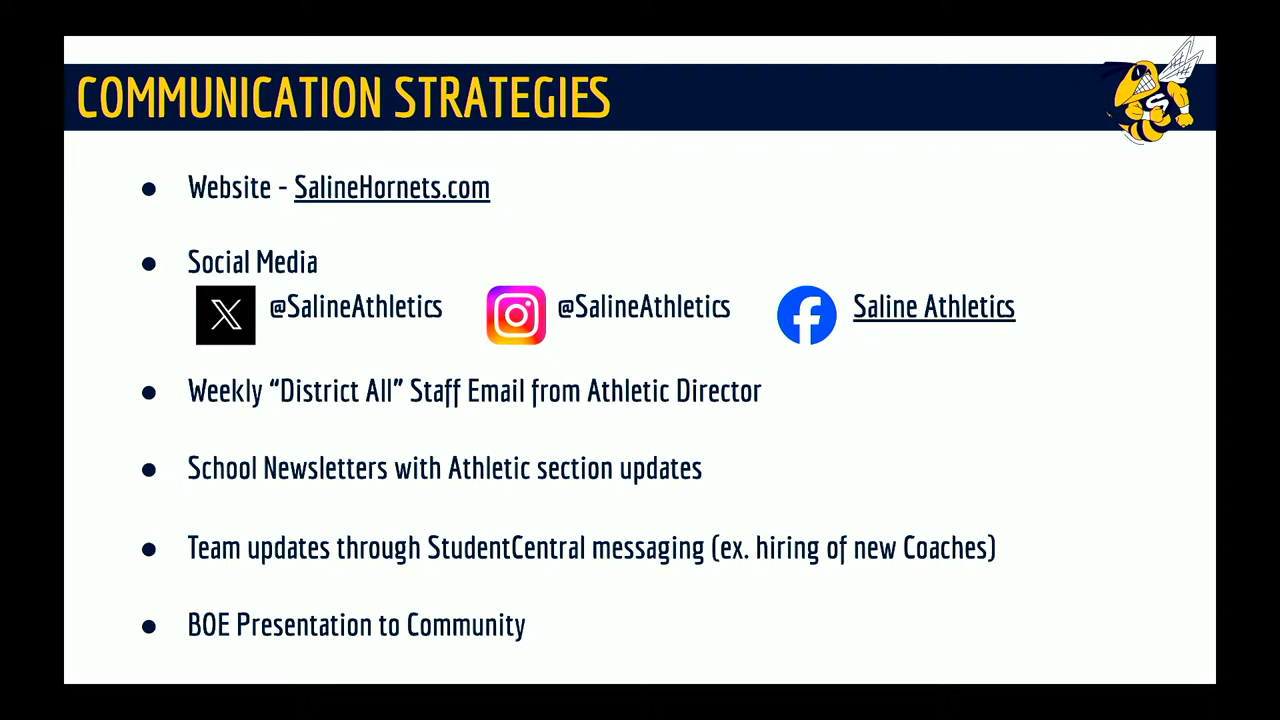 COMMUNICATION STRATEGIES
Website - SalineHornets.com
Social Media
@SalineAthletics @SalineAthletics Saline Athletics
Weekly “District All” Staff Email from Athletic Director
School Newsletters with Athletic section updates
Team updates through StudentCentral messaging (ex. hiring of new Coaches)
BOE Presentation to Community